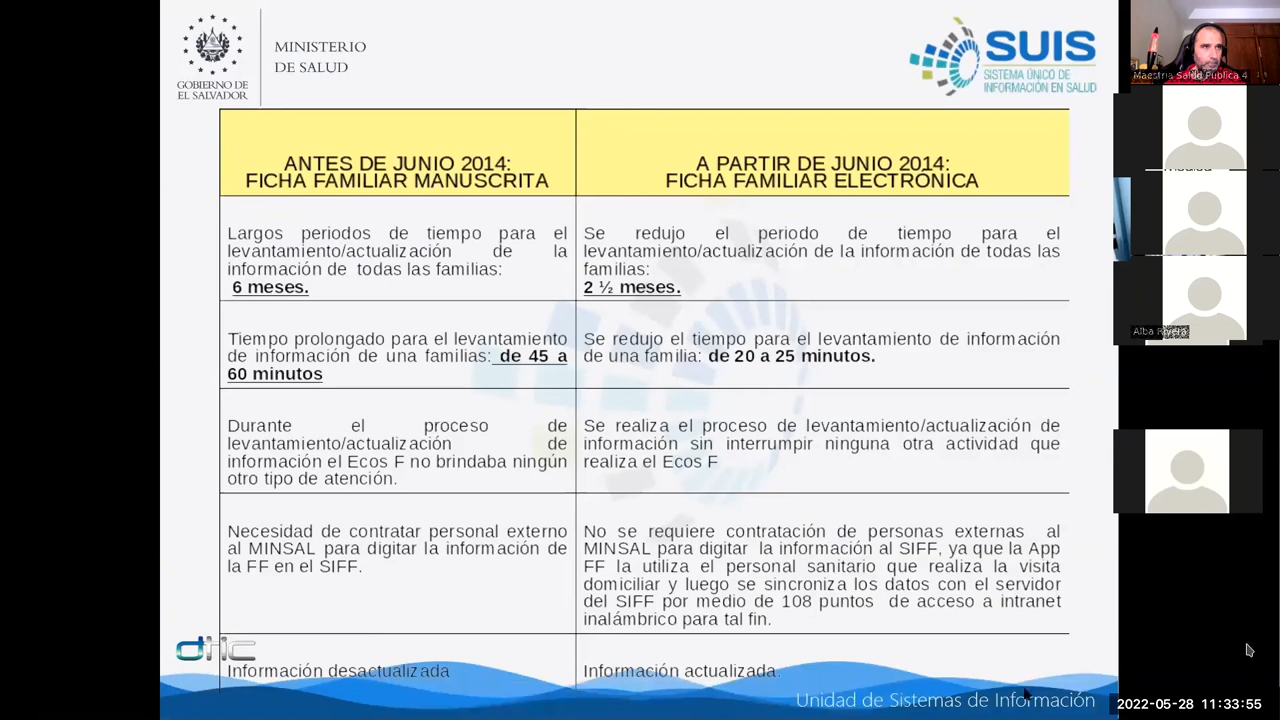 GOBIERNO DE
EL SALVADOR
MINISTERIO
DE SALUD
SUIS
SISTEMA ÚNICO DE
INFORMACIÓN EN SALUD
ANTES DE JUNIO 2014:
FICHA FAMILIAR MANUSCRITA
A PARTIR DE JUNIO 2014:
FICHA FAMILIAR ELECTRÓNICA
Largos periodos de tiempo para el
levantamiento/actualización de la
información de todas las familias:
6 meses.
Se redujo el periodo de tiempo para el
levantamiento/actualización de la información de todas las
familias:
2 ½ meses.
Tiempo prolongado para el levantamiento
de información de una familias: de 45 a
60 minutos
Se redujo el tiempo para el levantamiento de información
de una familia: de 20 a 25 minutos.
Durante el proceso de
levantamiento/actualización de
información el Ecos F no brindaba ningún
otro tipo de atención.
Se realiza el proceso de levantamiento/actualización de
información sin interrumpir ninguna otra actividad que
realiza el Ecos F
Necesidad de contratar personal externo
al MINSAL para digitar la información de
la FF en el SIFF.
No se requiere contratación de personas externas al
MINSAL para digitar la información al SIFF, ya que la App
FF la utiliza el personal sanitario que realiza la visita
domiciliar y luego se sincroniza los datos con el servidor
del SIFF por medio de 108 puntos de acceso a intranet
inalámbrico para tal fin.
Información desactualizada
Información actualizada.
dtic
Unidad de Sistemas de Información
Maestria Salud Publica 4
Alba Rivera
2022-05-28 11:33:55